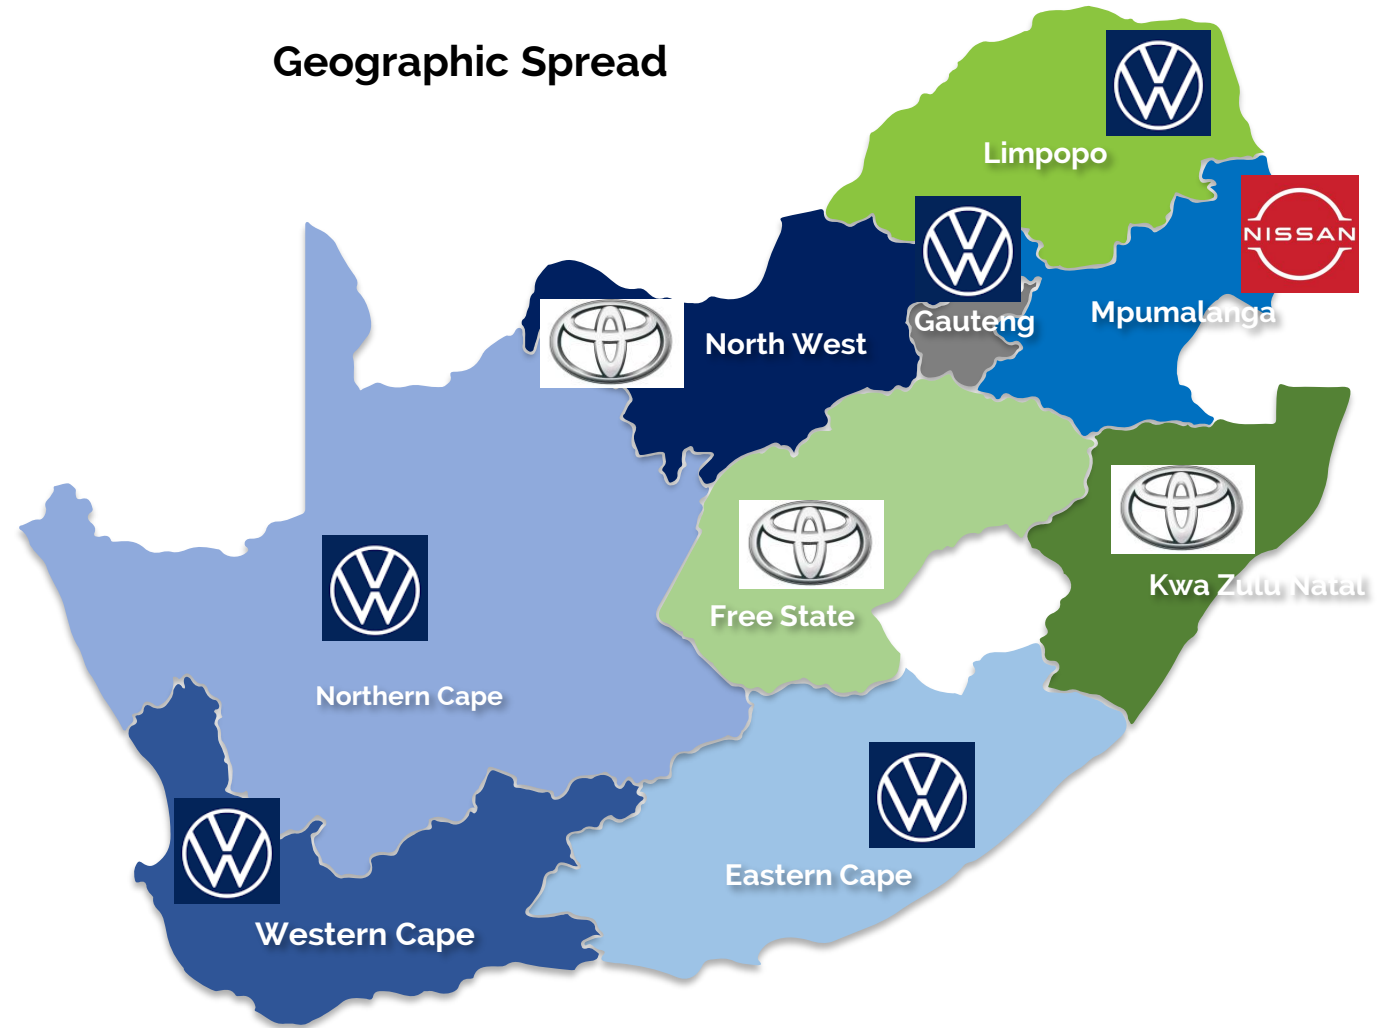 Geographic Spread
Limpopo
NISSAN
Gauteng
Mpumalanga
North West
Kwa Zulu Natal
Free State
Northern Cape
Eastern Cape
Western Cape